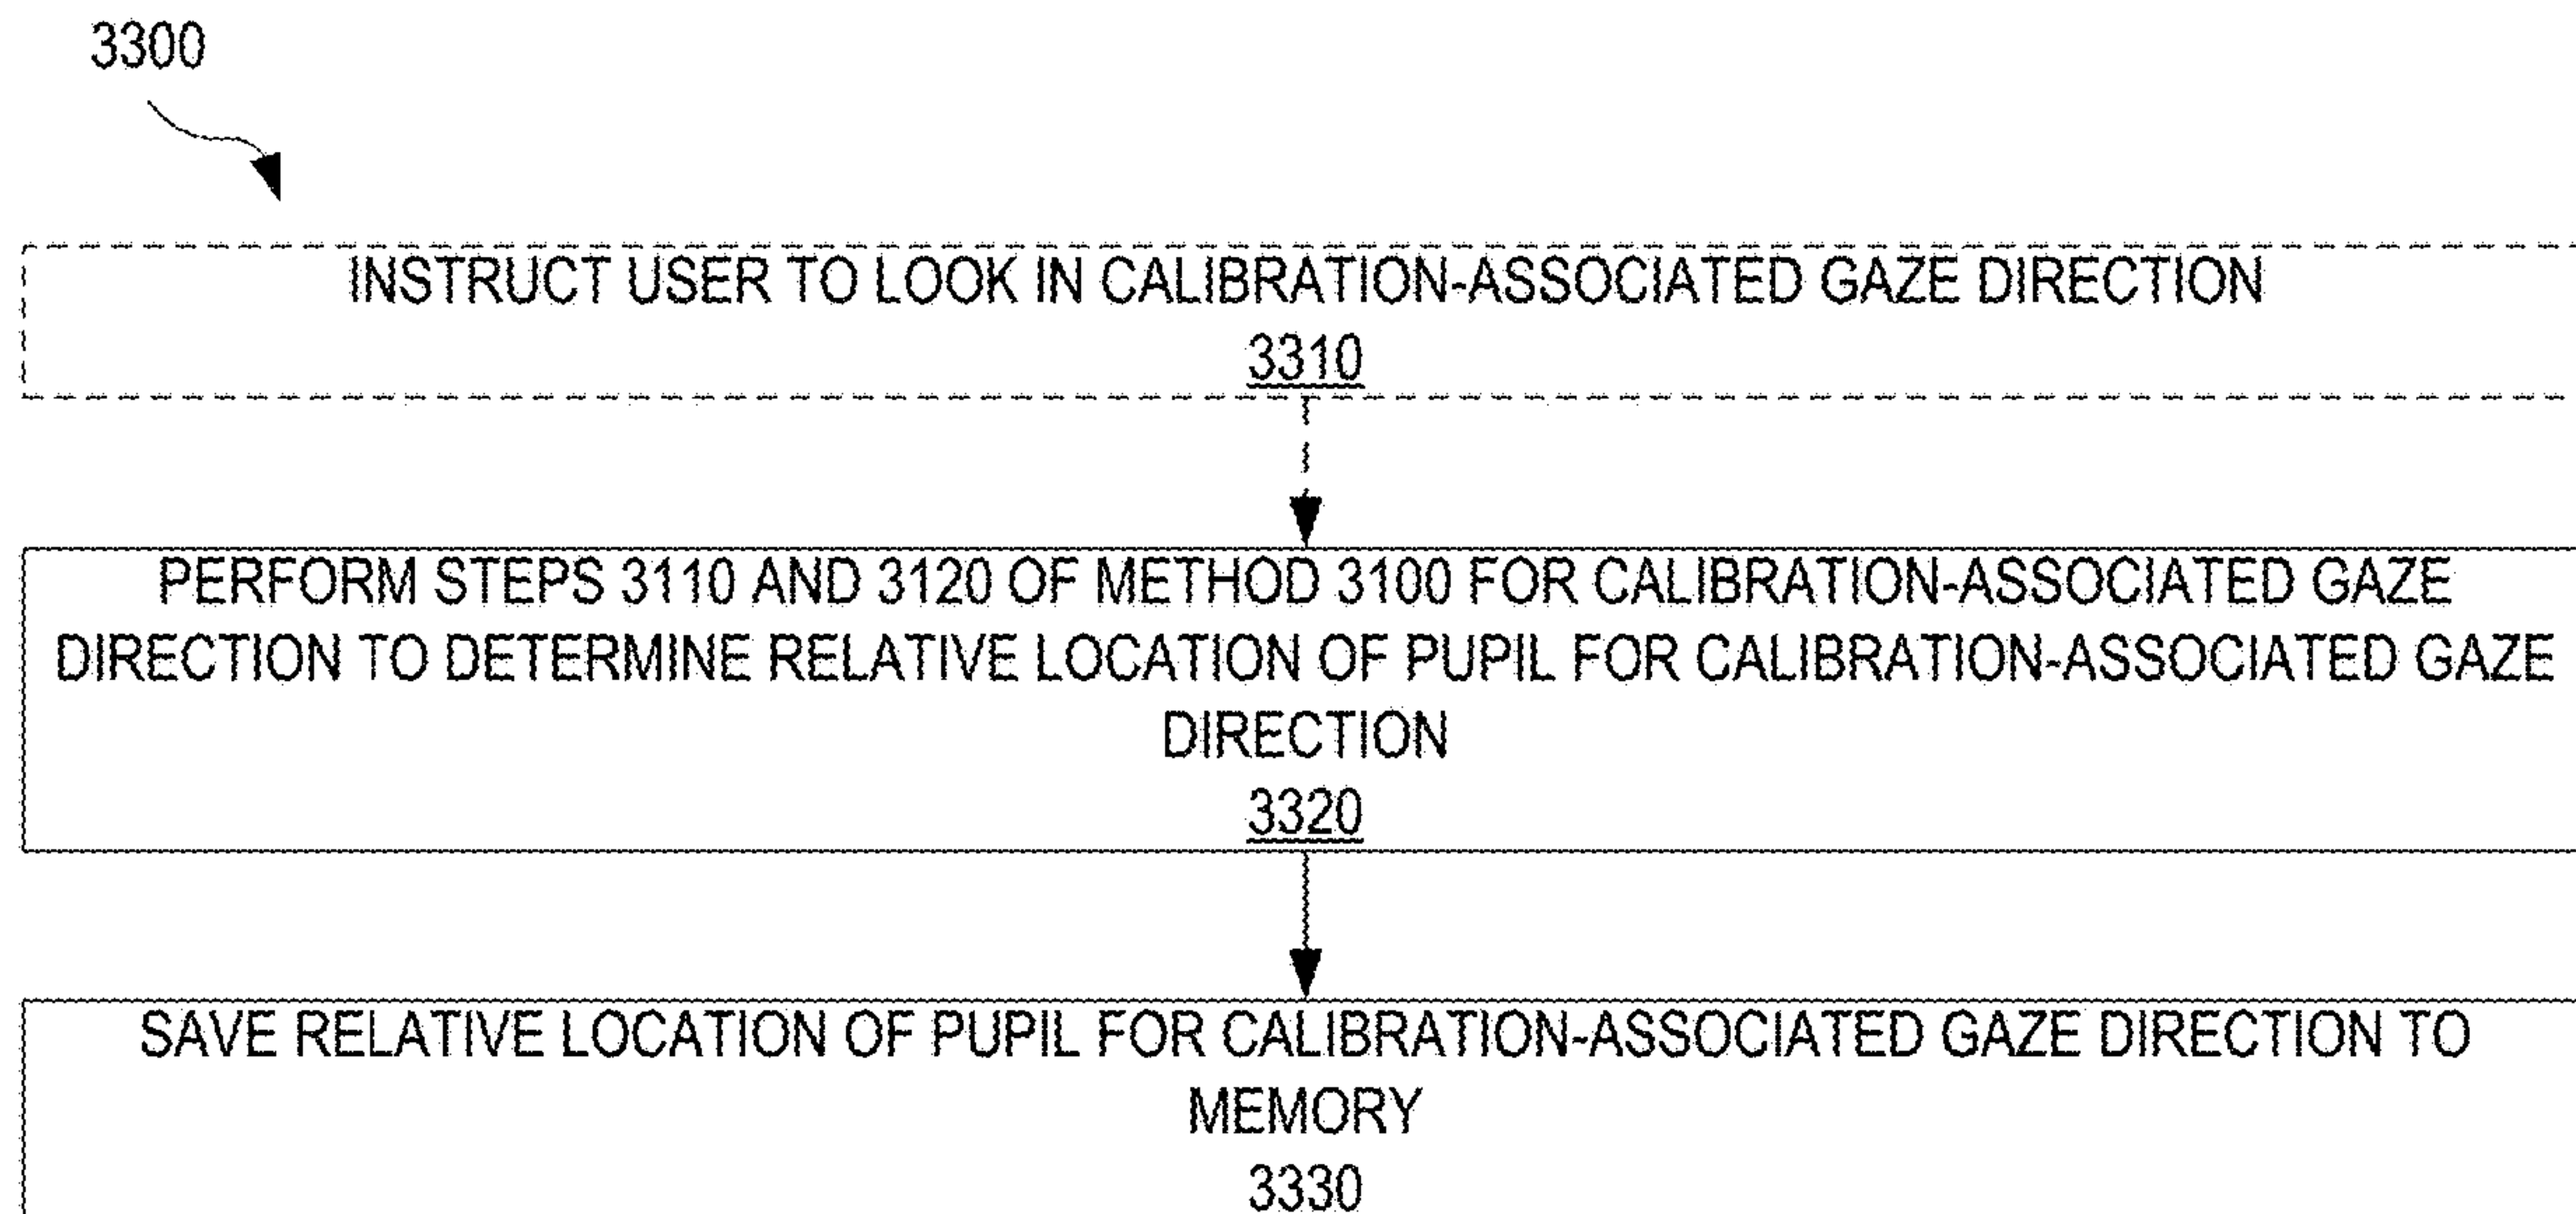 3300
INSTRUCT USER TO LOOK IN CALIBRATION-ASSOCIATED GAZE DIRECTION
3310
PERFORM STEPS 3110 AND 3120 OF METHOD 3100 FOR CALIBRATION-ASSOCIATED GAZE
DIRECTION TO DETERMINE RELATIVE LOCATION OF PUPIL FOR CALIBRATION-ASSOCIATED GAZE
DIRECTION
3320
SAVE RELATIVE LOCATION OF PUPIL FOR CALIBRATION-ASSOCIATED GAZE DIRECTION TO
MEMORY
3330